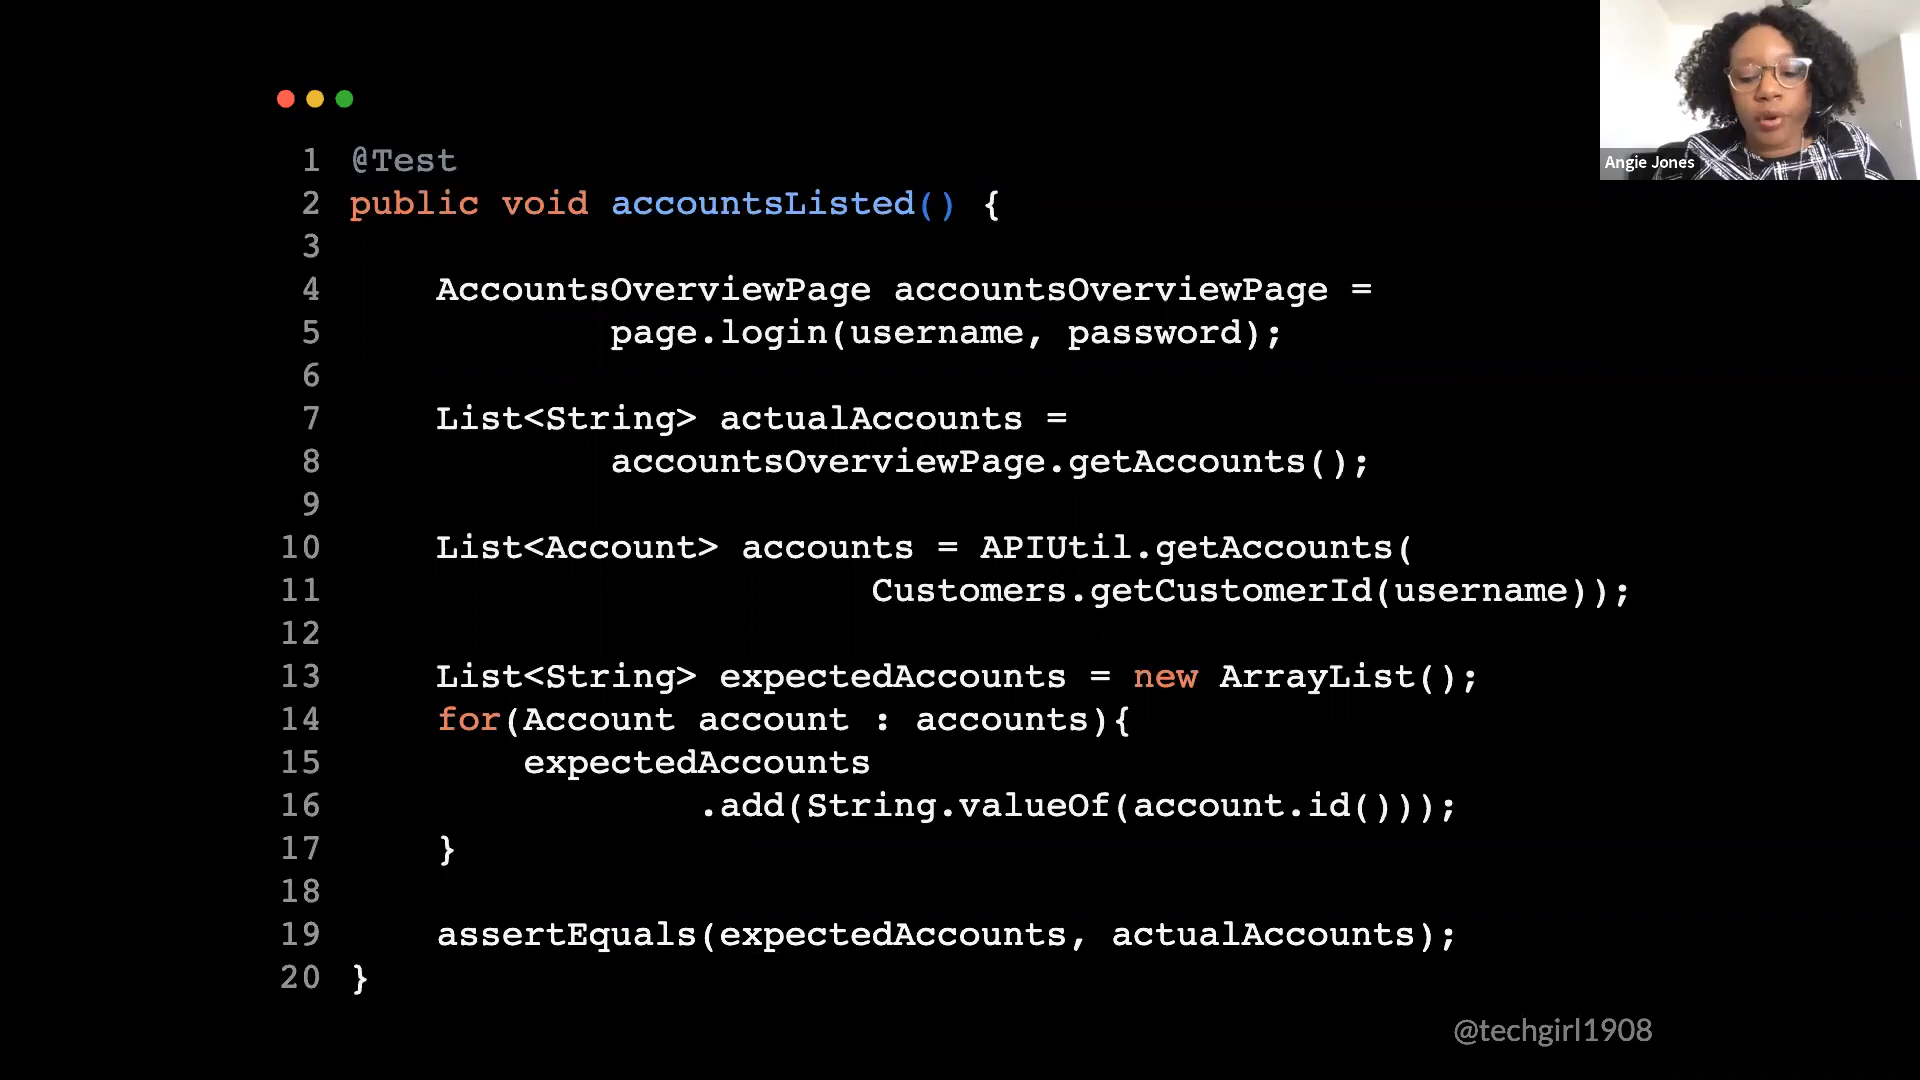 Angie Jones
1 @Test
2 public void accountsListed() {
3
4 AccountsOverviewPage accountsOverviewPage =
5 page.login(username, password);
6
7 List<String> actualAccounts =
8 accountsOverviewPage.getAccounts();
9
10 List<Account> accounts = APIUtil.getAccounts(
11 Customers.getCustomerId(username));
12
13 List<String> expectedAccounts = new ArrayList();
14 for(Account account : accounts){
15 expectedAccounts
16 .add(String.valueOf(account.id()));
17 }
18
19 assertEquals(expectedAccounts, actualAccounts);
20 }
@techgirl1908